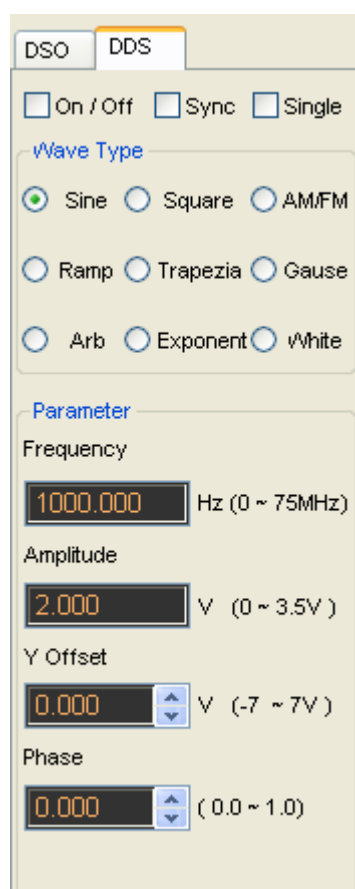 DSO DDS
On / Off Sync Single
Wave Type
Sine Square AM/FM
Ramp Trapezia Gause
Arb Exponent White
Parameter
Frequency
1000.000 Hz (0 ~ 75MHz)
Amplitude
2.000 V (0 ~ 3.5V )
Y Offset
0.000 V (-7 ~ 7V )
Phase
0.000 ( 0.0 ~ 1.0)